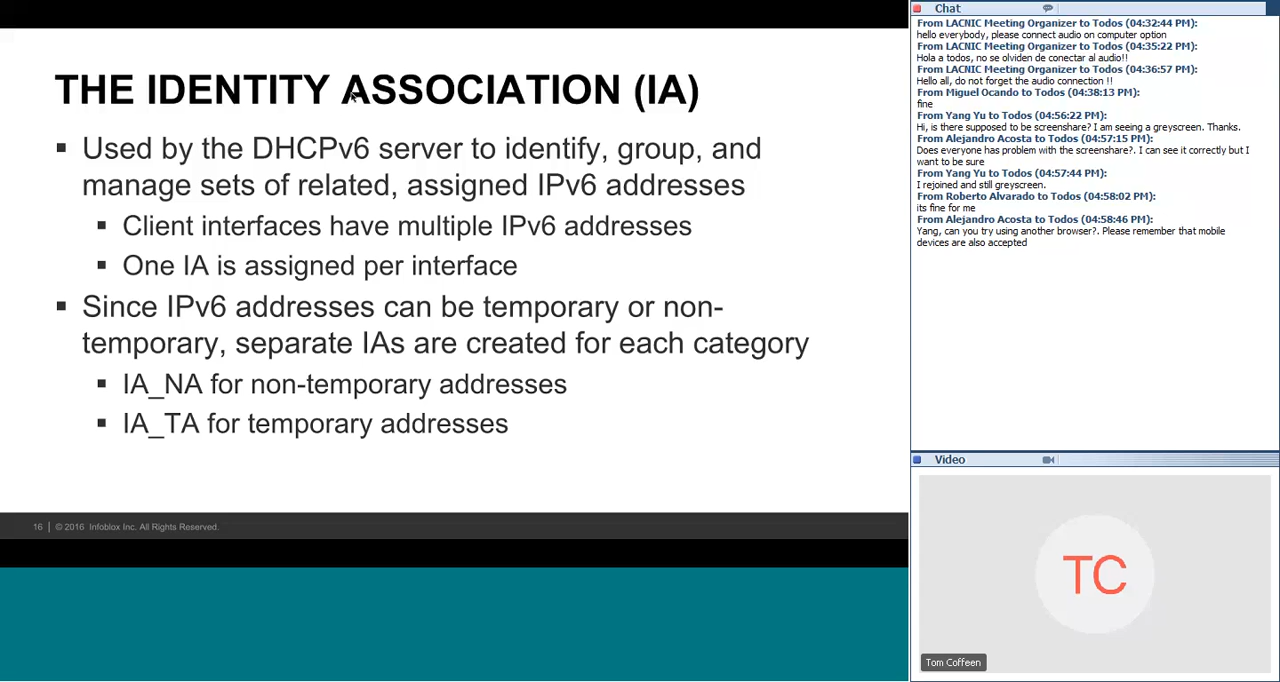 THE IDENTITY ASSOCIATION (IA)
▪ Used by the DHCPv6 server to identify, group, and
manage sets of related, assigned IPv6 addresses
▪ Client interfaces have multiple IPv6 addresses
▪ One IA is assigned per interface
▪ Since IPv6 addresses can be temporary or non-
temporary, separate IAs are created for each category
▪ IA_NA for non-temporary addresses
▪ IA_TA for temporary addresses
16 | © 2016 Infoblox Inc. All Rights Reserved.
Chat
From LACNIC Meeting Organizer to Todos (04:32:44 PM):
hello everybody, please connect audio on computer option
From LACNIC Meeting Organizer to Todos (04:35:22 PM):
Hola a todos, no se olviden de conectar al audio!!
From LACNIC Meeting Organizer to Todos (04:36:57 PM):
Hello all, do not forget the audio connection !!
From Miguel Ocando to Todos (04:38:13 PM):
fine
From Yang Yu to Todos (04:56:22 PM):
Hi, is there supposed to be screenshare? I am seeing a greyscreen. Thanks.
From Alejandro Acosta to Todos (04:57:15 PM):
Does everyone has problem with the screenshare?. I can see it correctly but I
want to be sure
From Yang Yu to Todos (04:57:44 PM):
I rejoined and still greyscreen.
From Roberto Alvarado to Todos (04:58:02 PM):
its fine for me
From Alejandro Acosta to Todos (04:58:46 PM):
Yang, can you try using another browser?. Please remember that mobile
devices are also accepted
Video
TC
Tom Coffeen